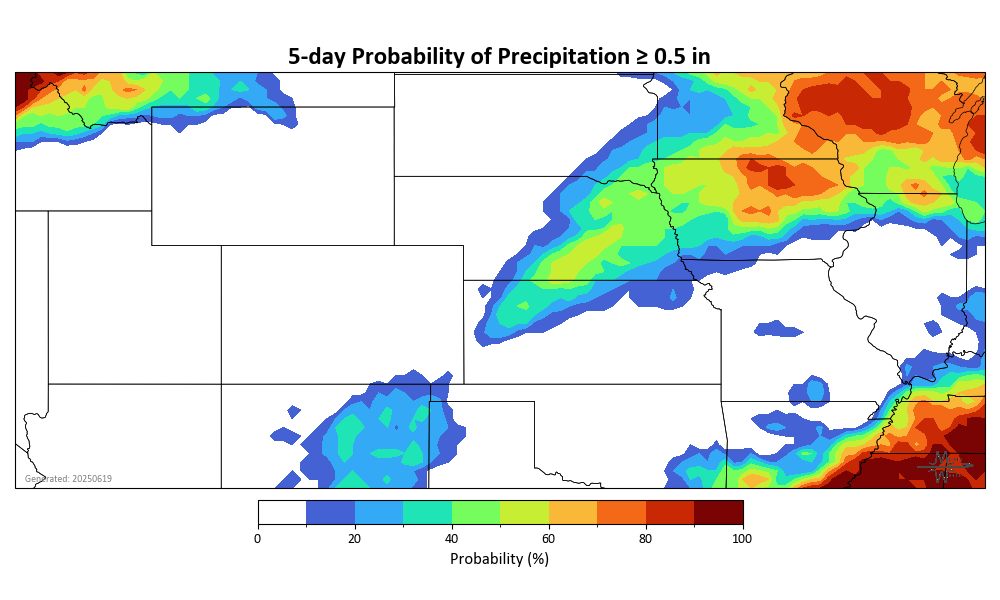 5-day Probability of Precipitation ≥ 0.5 in
Generated: 20250619
0 20 40 60 80 100
Probability (%)